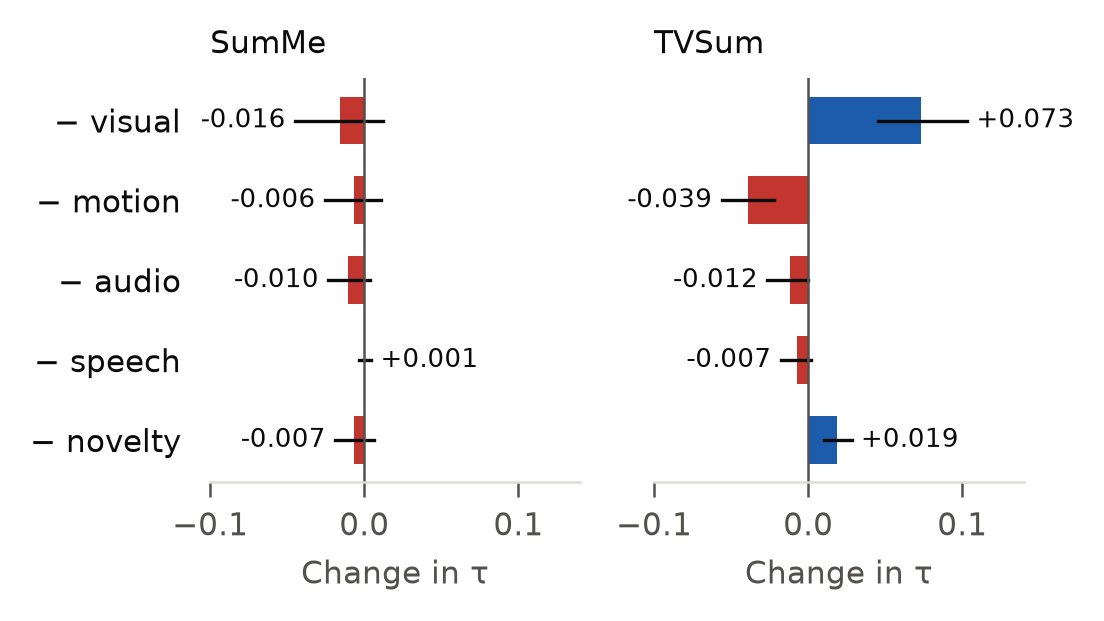 SumMe
− visual
− motion
− audio
− speech
− novelty
-0.016
-0.006
-0.010
+0.001
-0.007
−0.1
0.0
0.1
Change in τ
TVSum
+0.073
-0.039
-0.012
-0.007
+0.019
−0.1
0.0
0.1
Change in τ